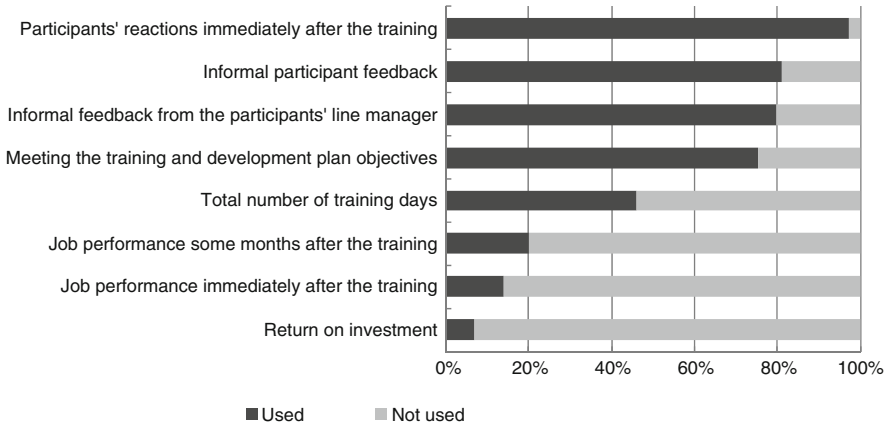 Participants' reactions immediately after the training
Informal participant feedback
Informal feedback from the participants' line manager
Meeting the training and development plan objectives
Total number of training days
Job performance some months after the training
Job performance immediately after the training
Return on investment
0% 20% 40% 60% 80% 100%
Used Not used